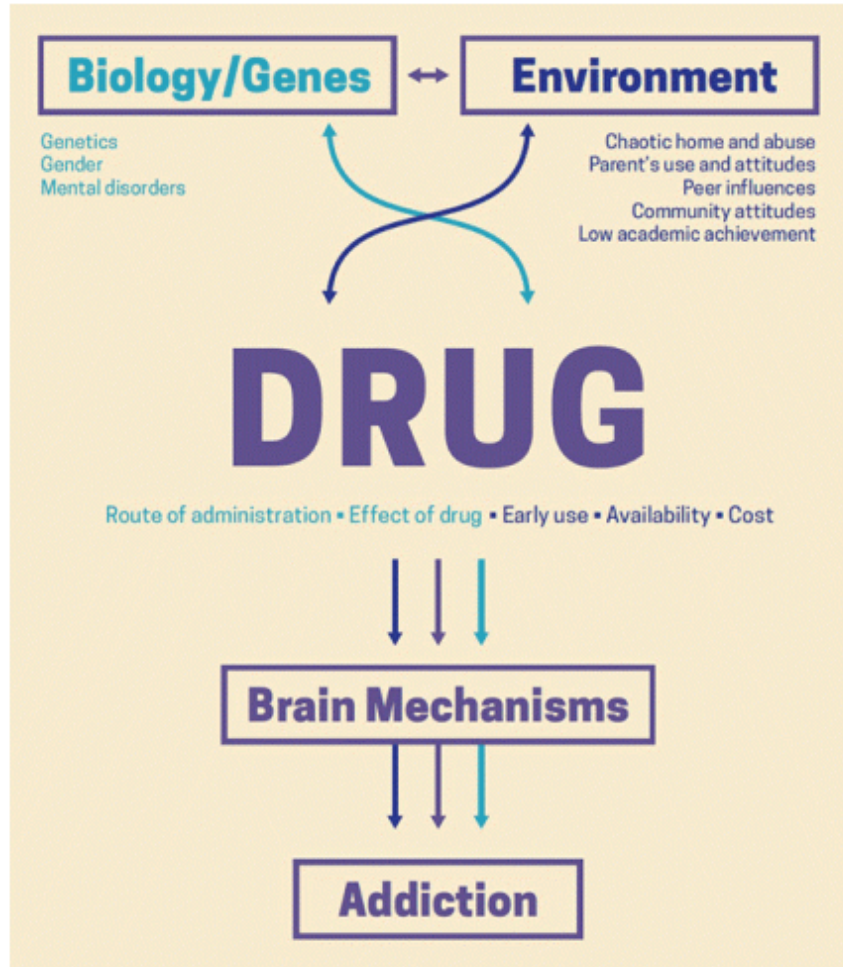 Biology/Genes
Environment
Genetics
Gender
Mental disorders
Chaotic home and abuse
Parent's use and attitudes
Peer influences
Community attitudes
Low academic achievement
DRUG
Route of administration ▪ Effect of drug ▪ Early use ▪ Availability ▪ Cost
Brain Mechanisms
Addiction